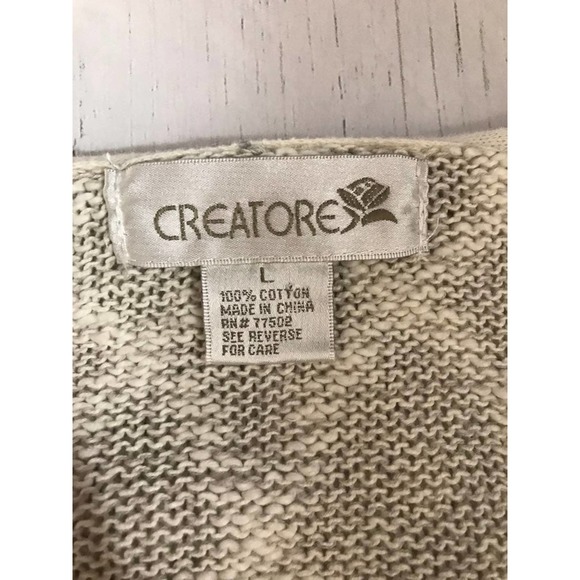 CREATORE
L
100% COTTON
MADE IN CHINA
RN# 77502
SEE REVERSE
FOR CARE